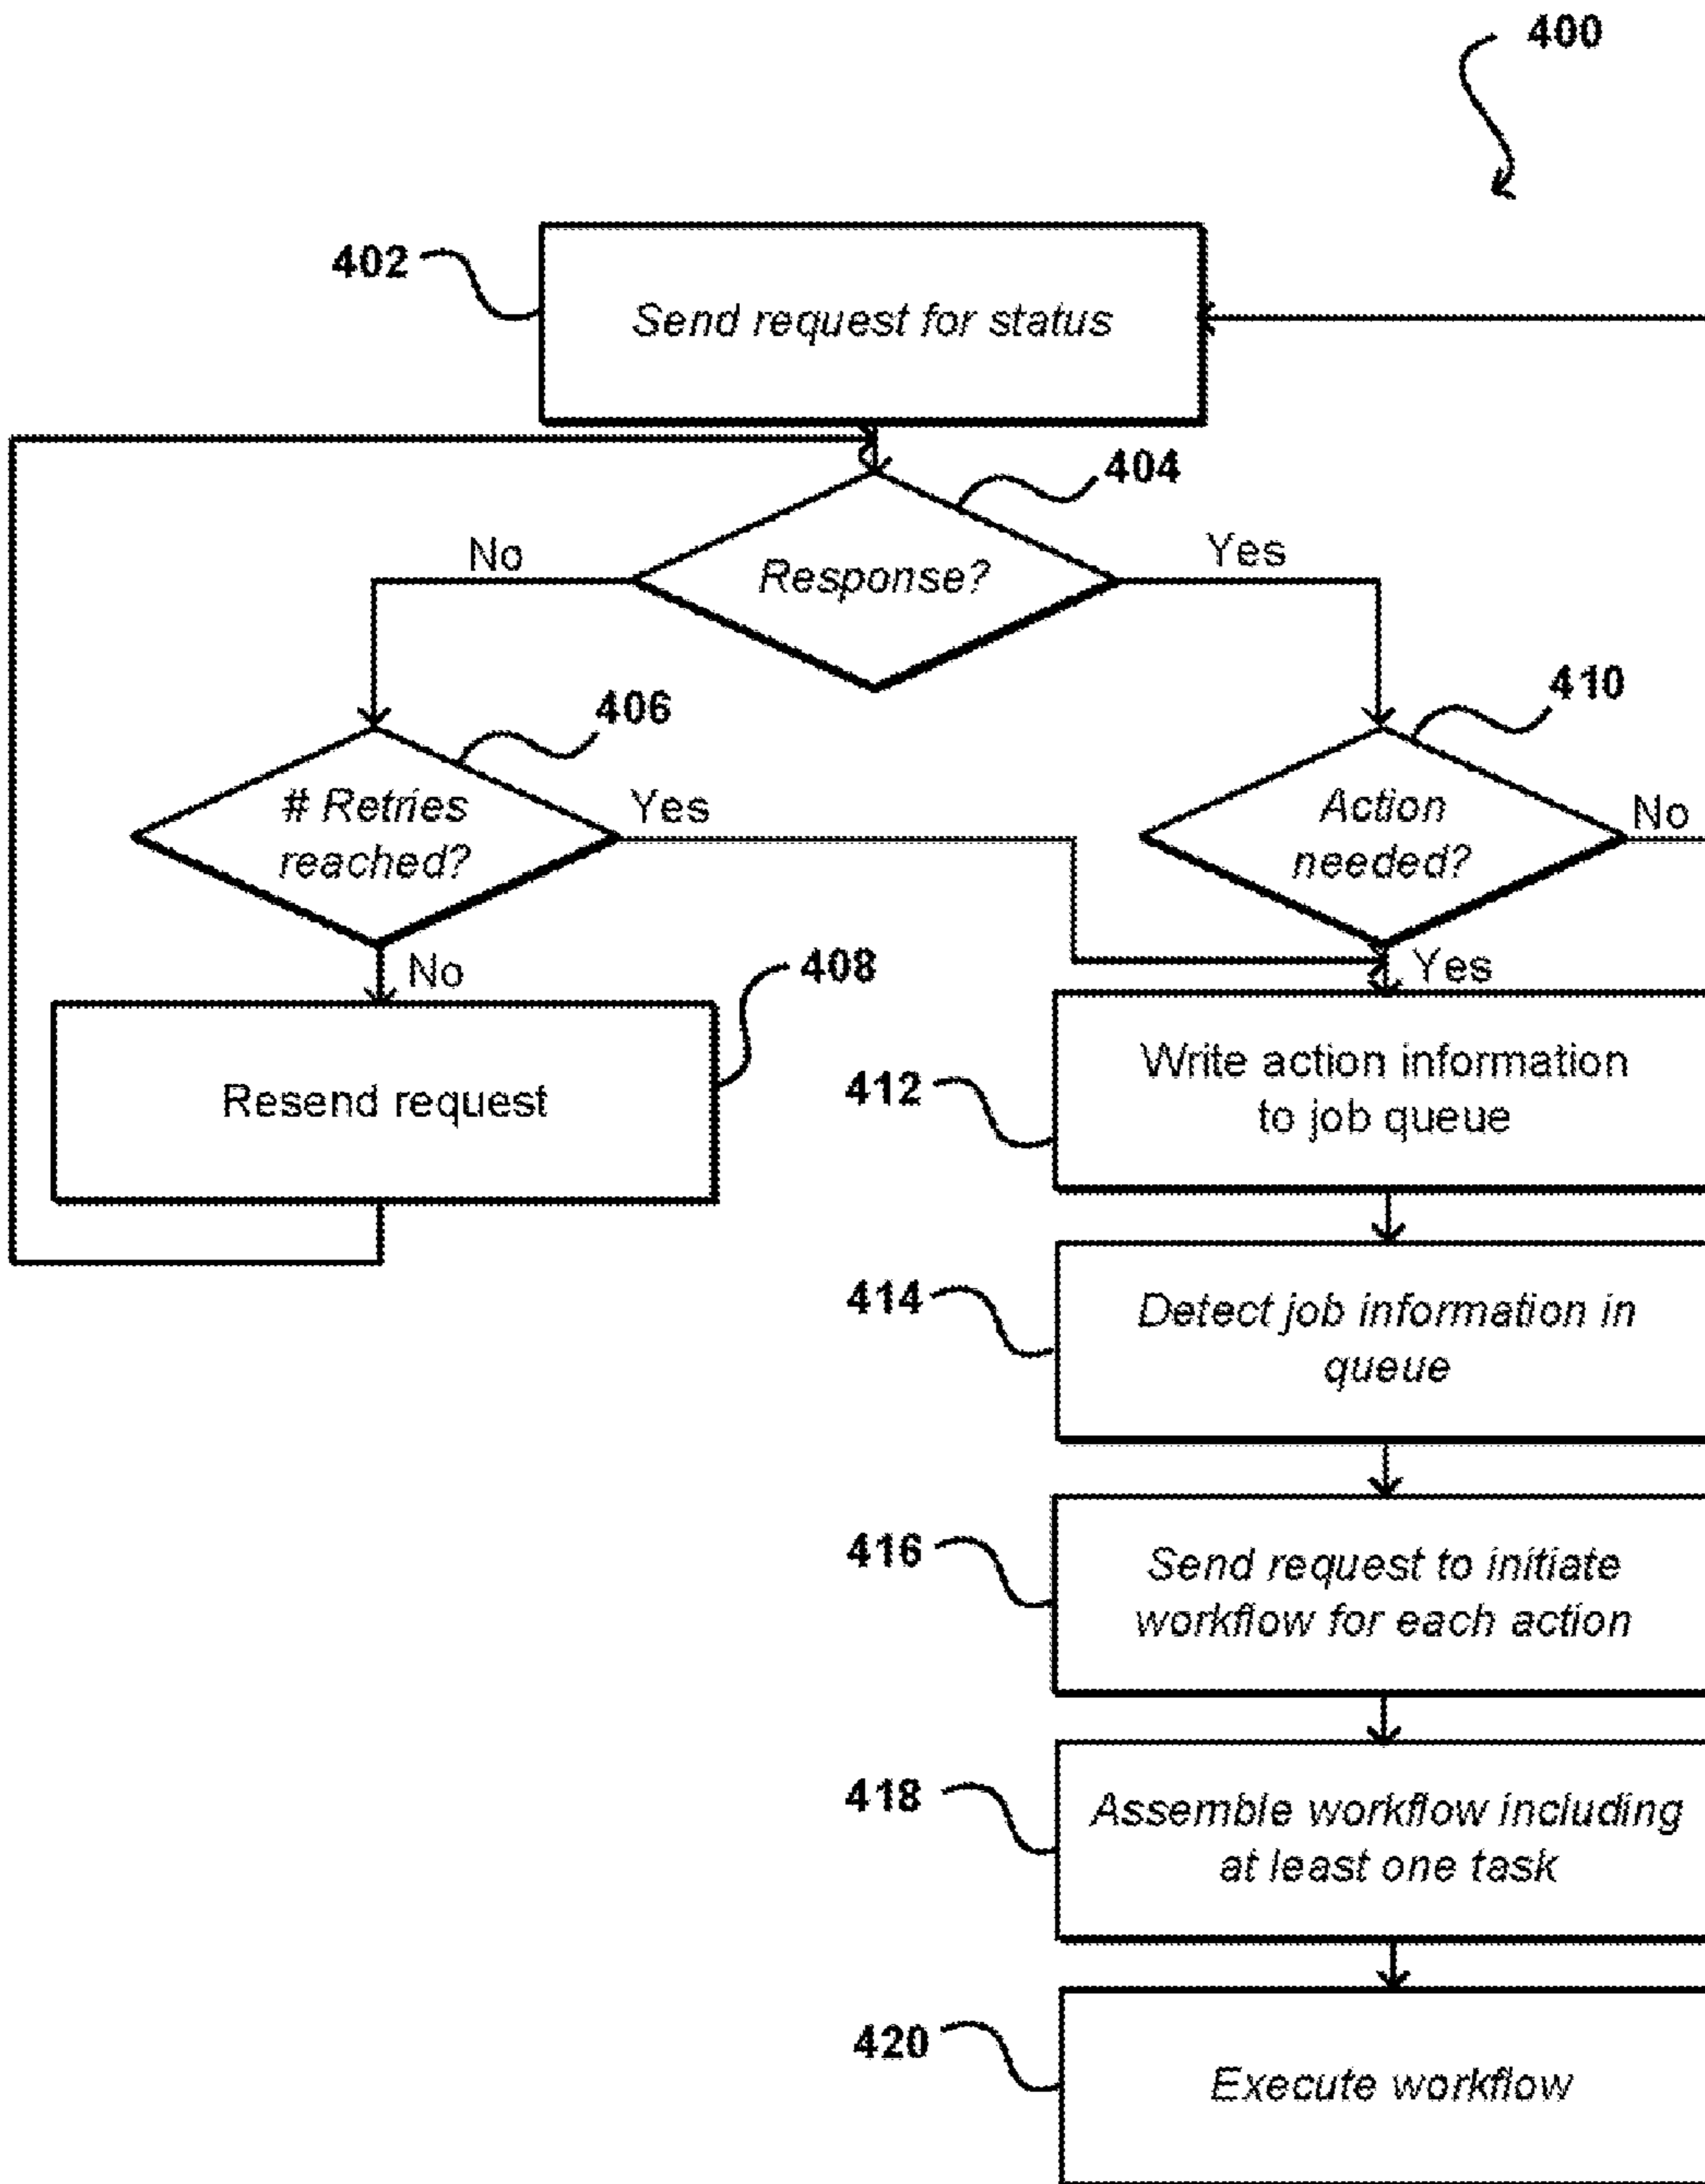 400
402
Send request for status
404
No
Response?
Yes
406
410
# Retries
reached?
Yes
Action
needed?
No
No
Yes
408
Resend request
412
Write action information
to job queue
414
Detect job information in
queue
416
Send request to initiate
workflow for each action
418
Assemble workflow including
at least one task
420
Execute workflow